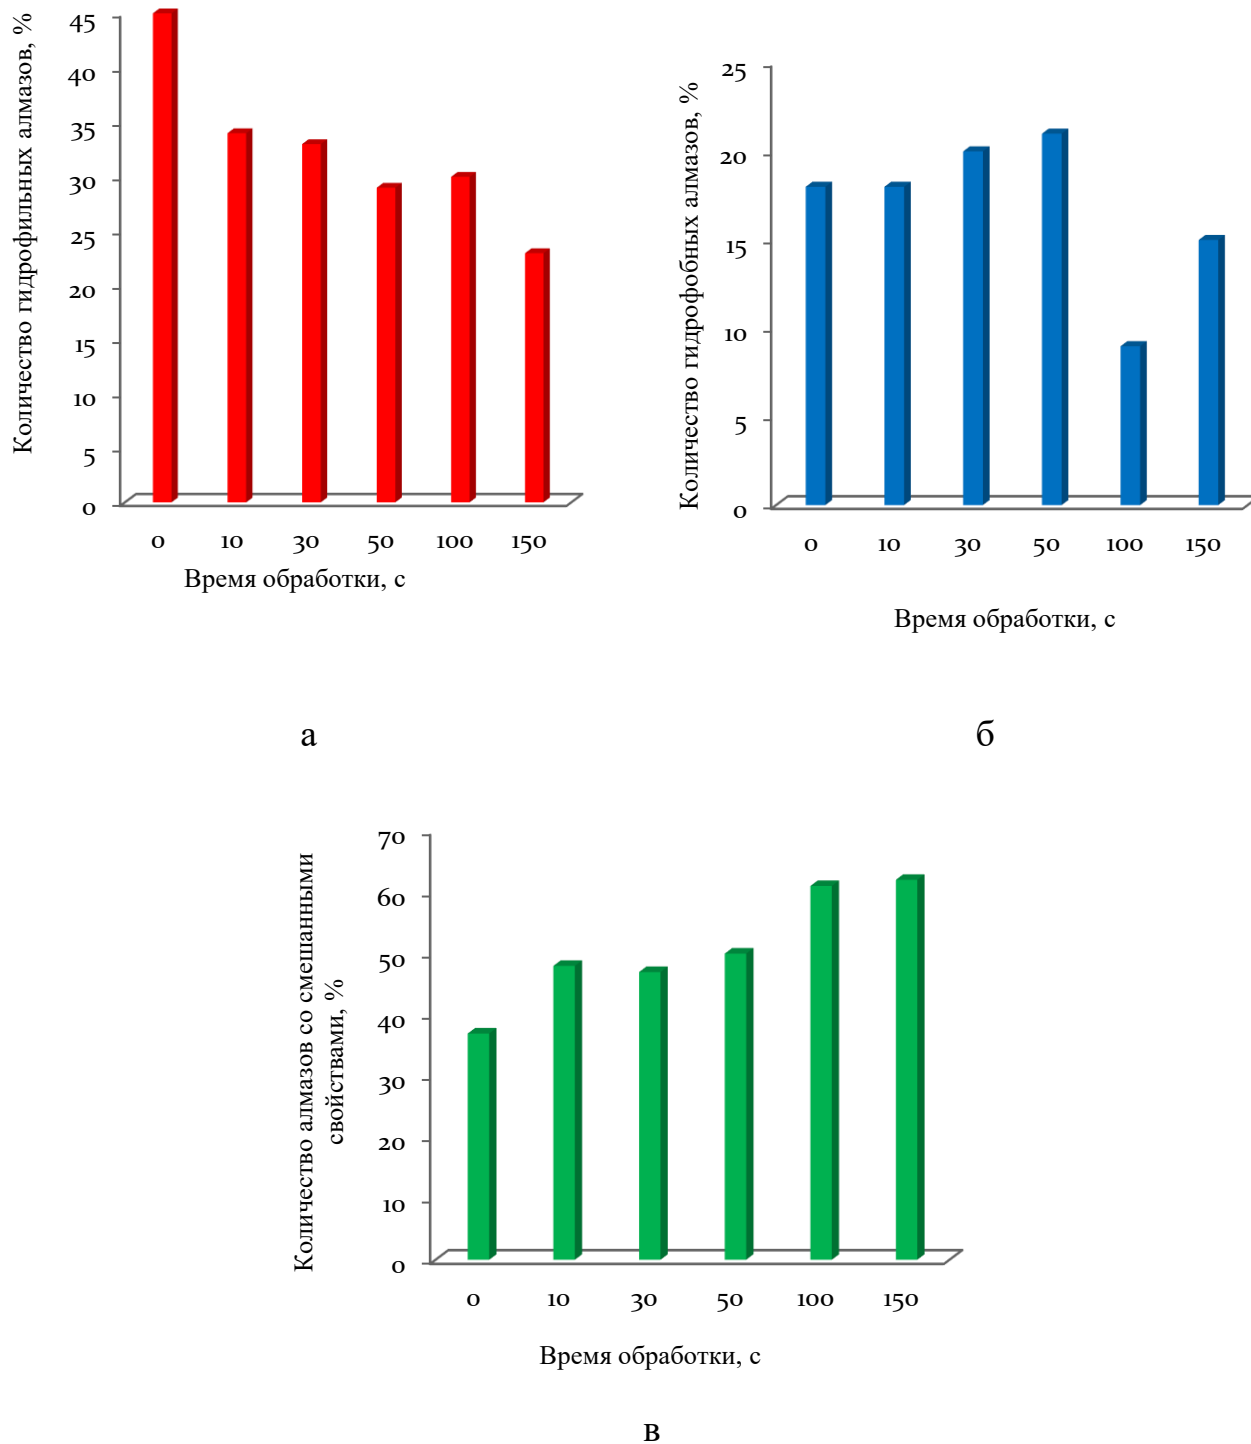 Количество гидрофильных алмазов, %
45
40
35
30
25
20
15
10
5
0
0 10 30 50 100 150
Время обработки, с
а
Количество гидрофобных алмазов, %
25
20
15
10
5
0
0 10 30 50 100 150
Время обработки, с
б
Количество алмазов со смешанными
свойствами, %
70
60
50
40
30
20
10
0
0 10 30 50 100 150
Время обработки, с
в